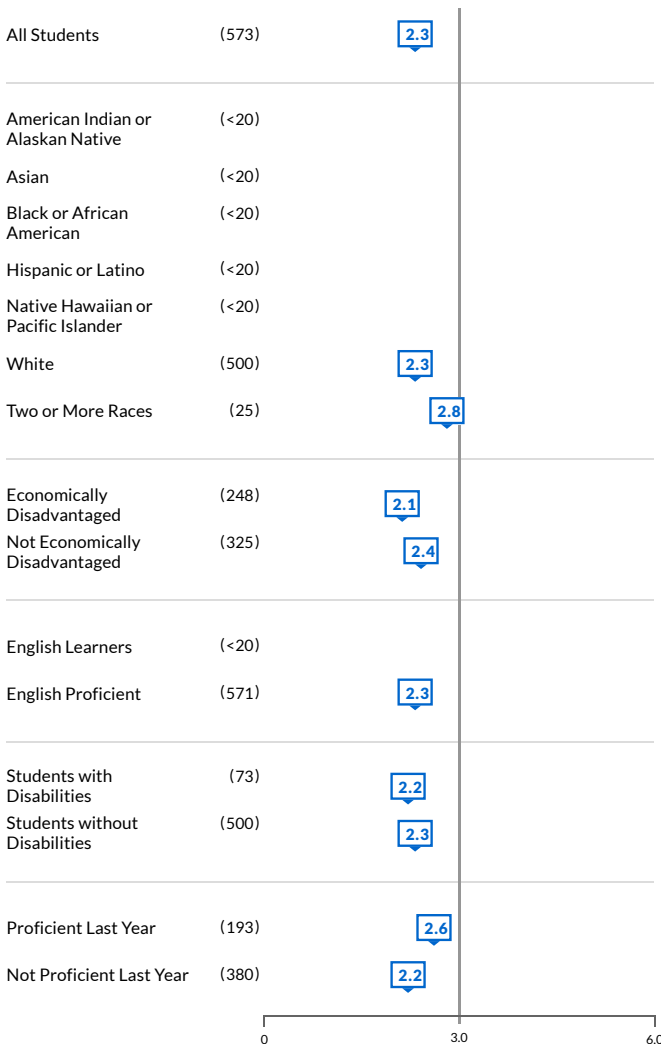 All Students (573) 2.3
American Indian or (<20)
Alaskan Native
Asian (<20)
Black or African (<20)
American
Hispanic or Latino (<20)
Native Hawaiian or (<20)
Pacific Islander
White (500) 2.3
Two or More Races (25) 2.8
Economically (248) 2.1
Disadvantaged
Not Economically (325) 2.4
Disadvantaged
English Learners (<20)
English Proficient (571) 2.3
Students with (73) 2.2
Disabilities
Students without (500) 2.3
Disabilities
Proficient Last Year (193) 2.6
Not Proficient Last Year (380) 2.2
0 3.0 6.0